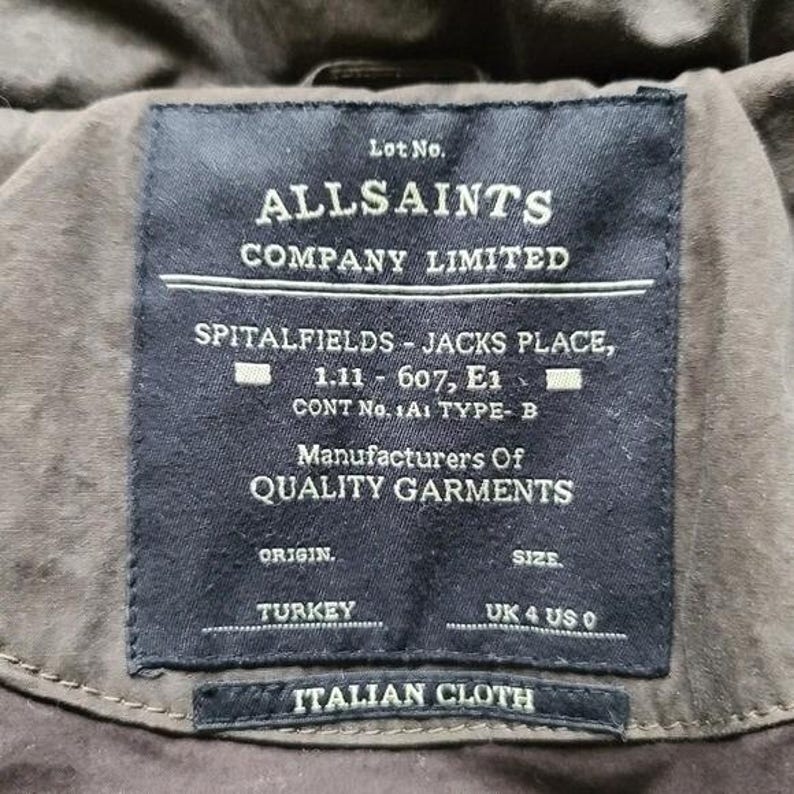 Lot No.
ALLSAINTS
COMPANY LIMITED
SPITALFIELDS - JACKS PLACE,
1.11 - 607, E1
CONT No. 1A1 TYPE- B
Manufacturers Of
QUALITY GARMENTS
ORIGIN. SIZE.
TURKEY UK 4 US 0
ITALIAN CLOTH